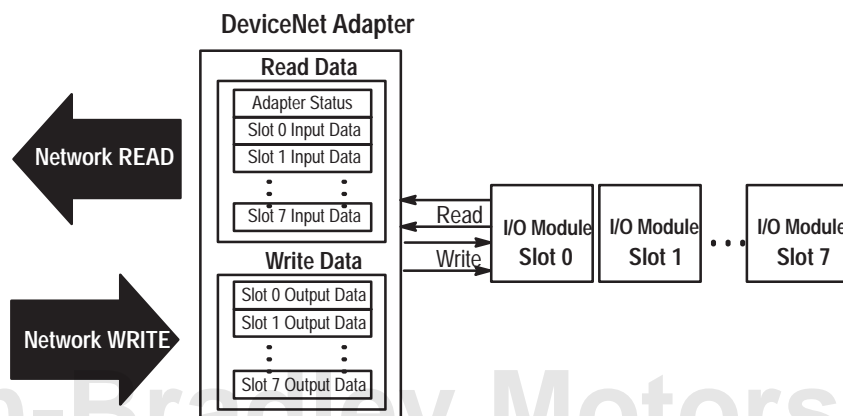 DeviceNet Adapter
Read Data
Adapter Status
Slot 0 Input Data
Slot 1 Input Data
Slot 7 Input Data
Network READ
Read
Write
I/O Module
Slot 0
I/O Module
Slot 1
I/O Module
Slot 7
Write Data
Slot 0 Output Data
Slot 1 Output Data
Slot 7 Output Data
Network WRITE
n-Bradley Motors